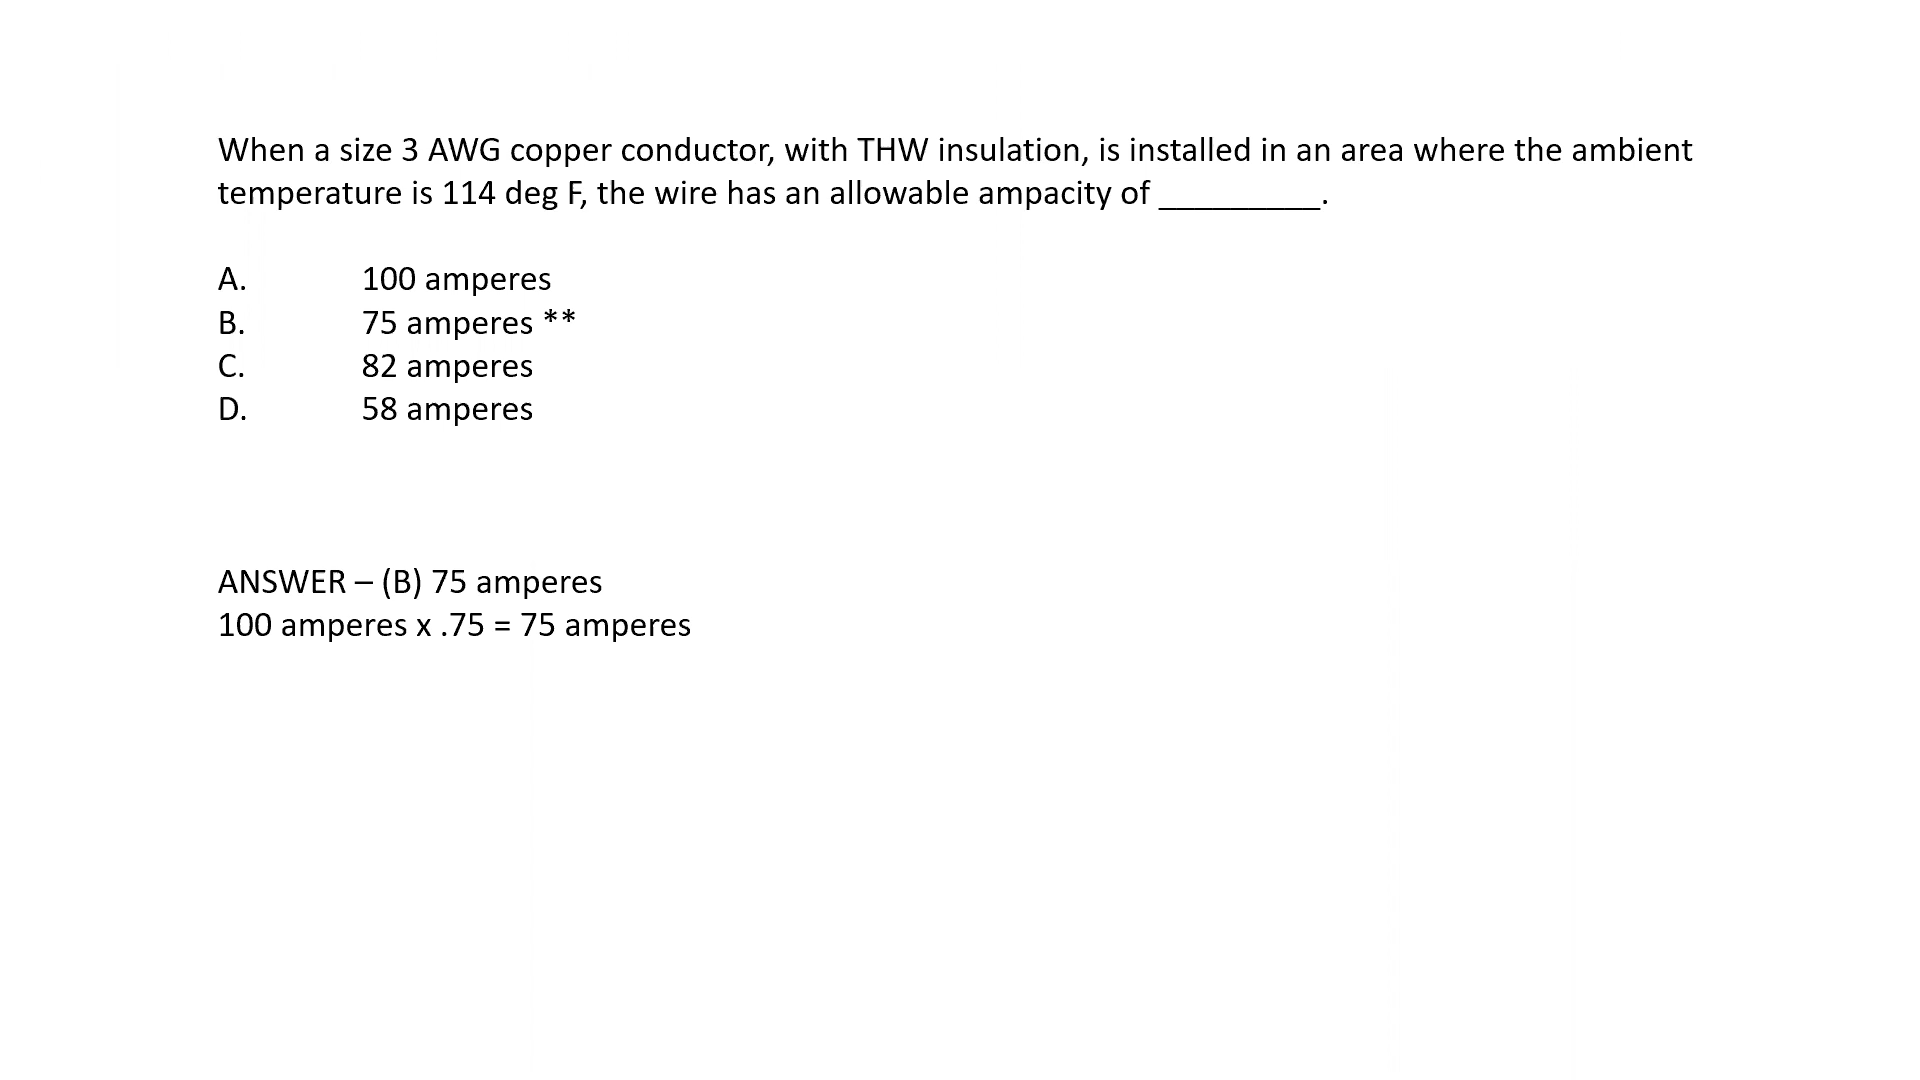 When a size 3 AWG copper conductor, with THW insulation, is installed in an area where the ambient
temperature is 114 deg F, the wire has an allowable ampacity of _________.
A. 100 amperes
B. 75 amperes **
C. 82 amperes
D. 58 amperes
ANSWER – (B) 75 amperes
100 amperes x .75 = 75 amperes